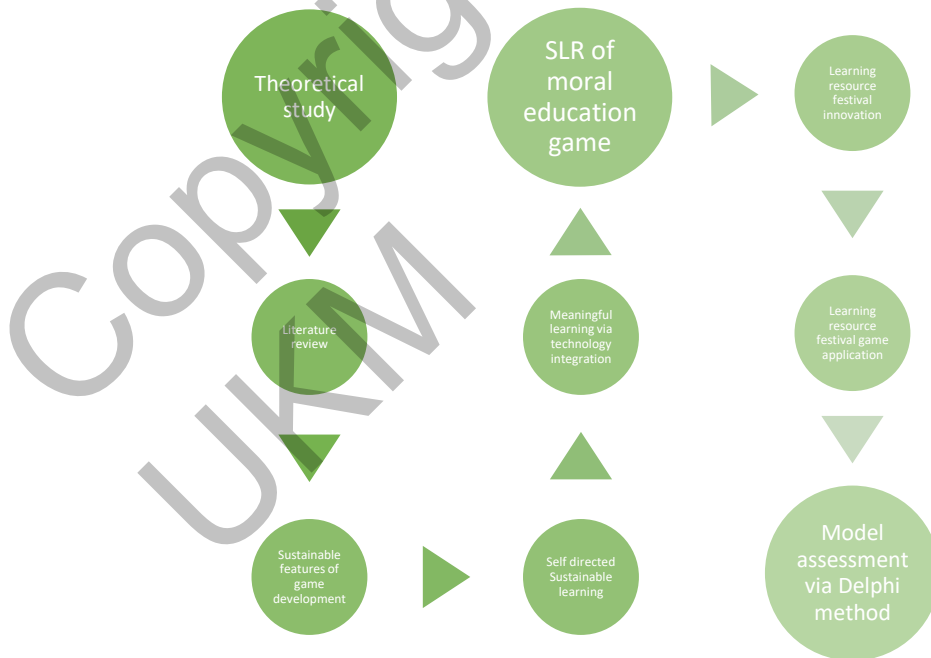 Theoretical
study
Literature
review
Sustainable
features of
game
development
Self directed
Sustainable
learning
Meaningful
learning via
technology
integration
SLR of
moral
education
game
Learning
resource
festival
innovation
Learning
resource
festival game
application
Model
assessment
via Delphi
method
Copyrig
UKM